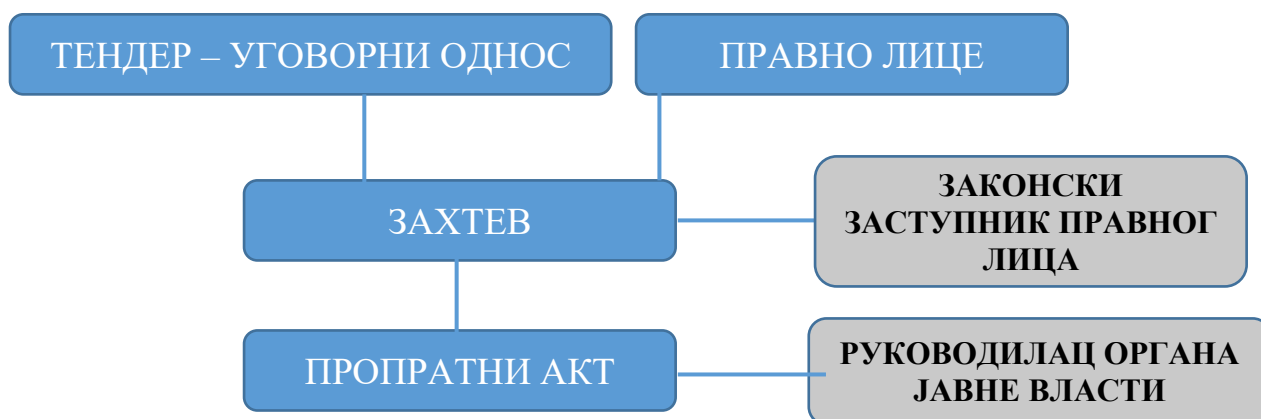 ТЕНДЕР – УГОВОРНИ ОДНОС
ПРАВНО ЛИЦЕ
ЗАХТЕВ
ЗАКОНСКИ
ЗАСТУПНИК ПРАВНОГ
ЛИЦА
ПРОПРАТНИ АКТ
РУКОВОДИЛАЦ ОРГАНА
ЈАВНЕ ВЛАСТИ